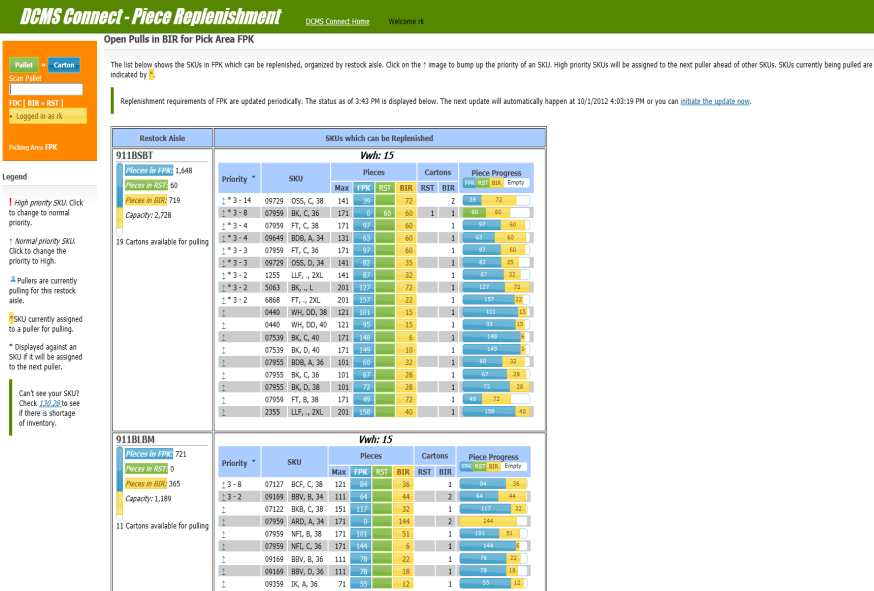 DCMS Connect - Piece Replenishment
DCMS Connect Home
Welcome rk
Open Pulls in BIR for Pick Area FPK
Pallet » Carton
Scan Pallet
FDC [ BIR » RST ]
• Logged in as rk
Picking Area FPK
Legend
! High priority SKU. Click
to change to normal
priority.
↑ Normal priority SKU.
Click to change the
priority to High.
Pullers are currently
pulling for this restock
aisle.
* SKU currently assigned
to a puller for pulling.
* Displayed against an
SKU if it will be assigned
to the next puller.
Can't see your SKU?
Check 130.28 to see
if there is shortage
of inventory.
The list below shows the SKUs in FPK which can be replenished, organized by restock aisle. Click on the ↑ image to bump up the priority of an SKU. High priority SKUs will be assigned to the next puller ahead of other SKUs. SKUs currently being pulled are
indicated by *.
Replenishment requirements of FPK are updated periodically. The status as of 3:43 PM is displayed below. The next update will automatically happen at 10/1/2012 4:03:19 PM or you can initiate the update now.
Restock Aisle SKUs which can be Replenished
911BSBT
Pieces in FPK: 1,648
Pieces in RST: 60
Pieces in BIR: 719
Capacity: 2,728
19 Cartons available for pulling
Vwh: 15
Priority SKU Pieces Cartons Piece Progress
Max FPK RST BIR RST BIR FPK RST BIR Empty
↑ * 3 - 14 09729 OSS, C, 38 141 39 72 2 39 72
↑ * 3 - 8 07959 BK, C, 36 171 0 60 60 1 1 60 60
↑ * 3 - 4 07959 FT, C, 38 171 97 60 1 97 60
↑ * 3 - 4 09649 BDB, A, 34 131 63 60 1 63 60
↑ * 3 - 3 07959 FT, C, 36 171 97 60 1 97 60
↑ * 3 - 3 09729 OSS, D, 34 141 82 35 1 82 35
↑ * 3 - 2 1255 LLF, ., 2XL 141 87 32 1 87 32
↑ * 3 - 2 5063 BK, ., L 201 127 72 1 127 72
↑ * 3 - 2 6868 FT, ., 2XL 201 157 22 1 157 22
↑ 0440 WH, DD, 38 121 101 15 1 101 15
↑ 0440 WH, DD, 40 121 95 15 1 95 15
↑ 07539 BK, C, 40 171 148 6 1 148 6
↑ 07539 BK, D, 40 171 149 10 1 149
↑ 07955 BDB, A, 36 101 60 32 1 60 32
↑ 07955 BK, C, 36 101 67 28 1 67 28
↑ 07955 BK, D, 38 101 72 28 1 72 28
↑ 07959 FT, B, 38 171 49 72 1 49 72
↑ 2355 LLF, ., 2XL 201 158 40 1 158 40
911BLBM
Pieces in FPK: 721
Pieces in RST: 0
Pieces in BIR: 365
Capacity: 1,189
11 Cartons available for pulling
Vwh: 15
Priority SKU Pieces Cartons Piece Progress
Max FPK RST BIR RST BIR FPK RST BIR Empty
↑ 3 - 8 07127 BCF, C, 38 121 84 36 1 84 36
↑ 3 - 2 09169 BBV, B, 34 111 64 44 2 64 44
↑ 07122 BKB, C, 38 151 117 32 1 117 32
↑ 07959 ARD, A, 34 171 0 144 2 144
↑ 07959 NFI, B, 38 171 101 51 1 101 51
↑ 07959 NFI, C, 36 171 144 6 1 144 6
↑ 09169 BBV, B, 36 111 78 22 1 78 22
↑ 09169 BBV, D, 36 111 78 18 1 78 18
↑ 09359 IK, A, 36 71 55 12 1 55 12